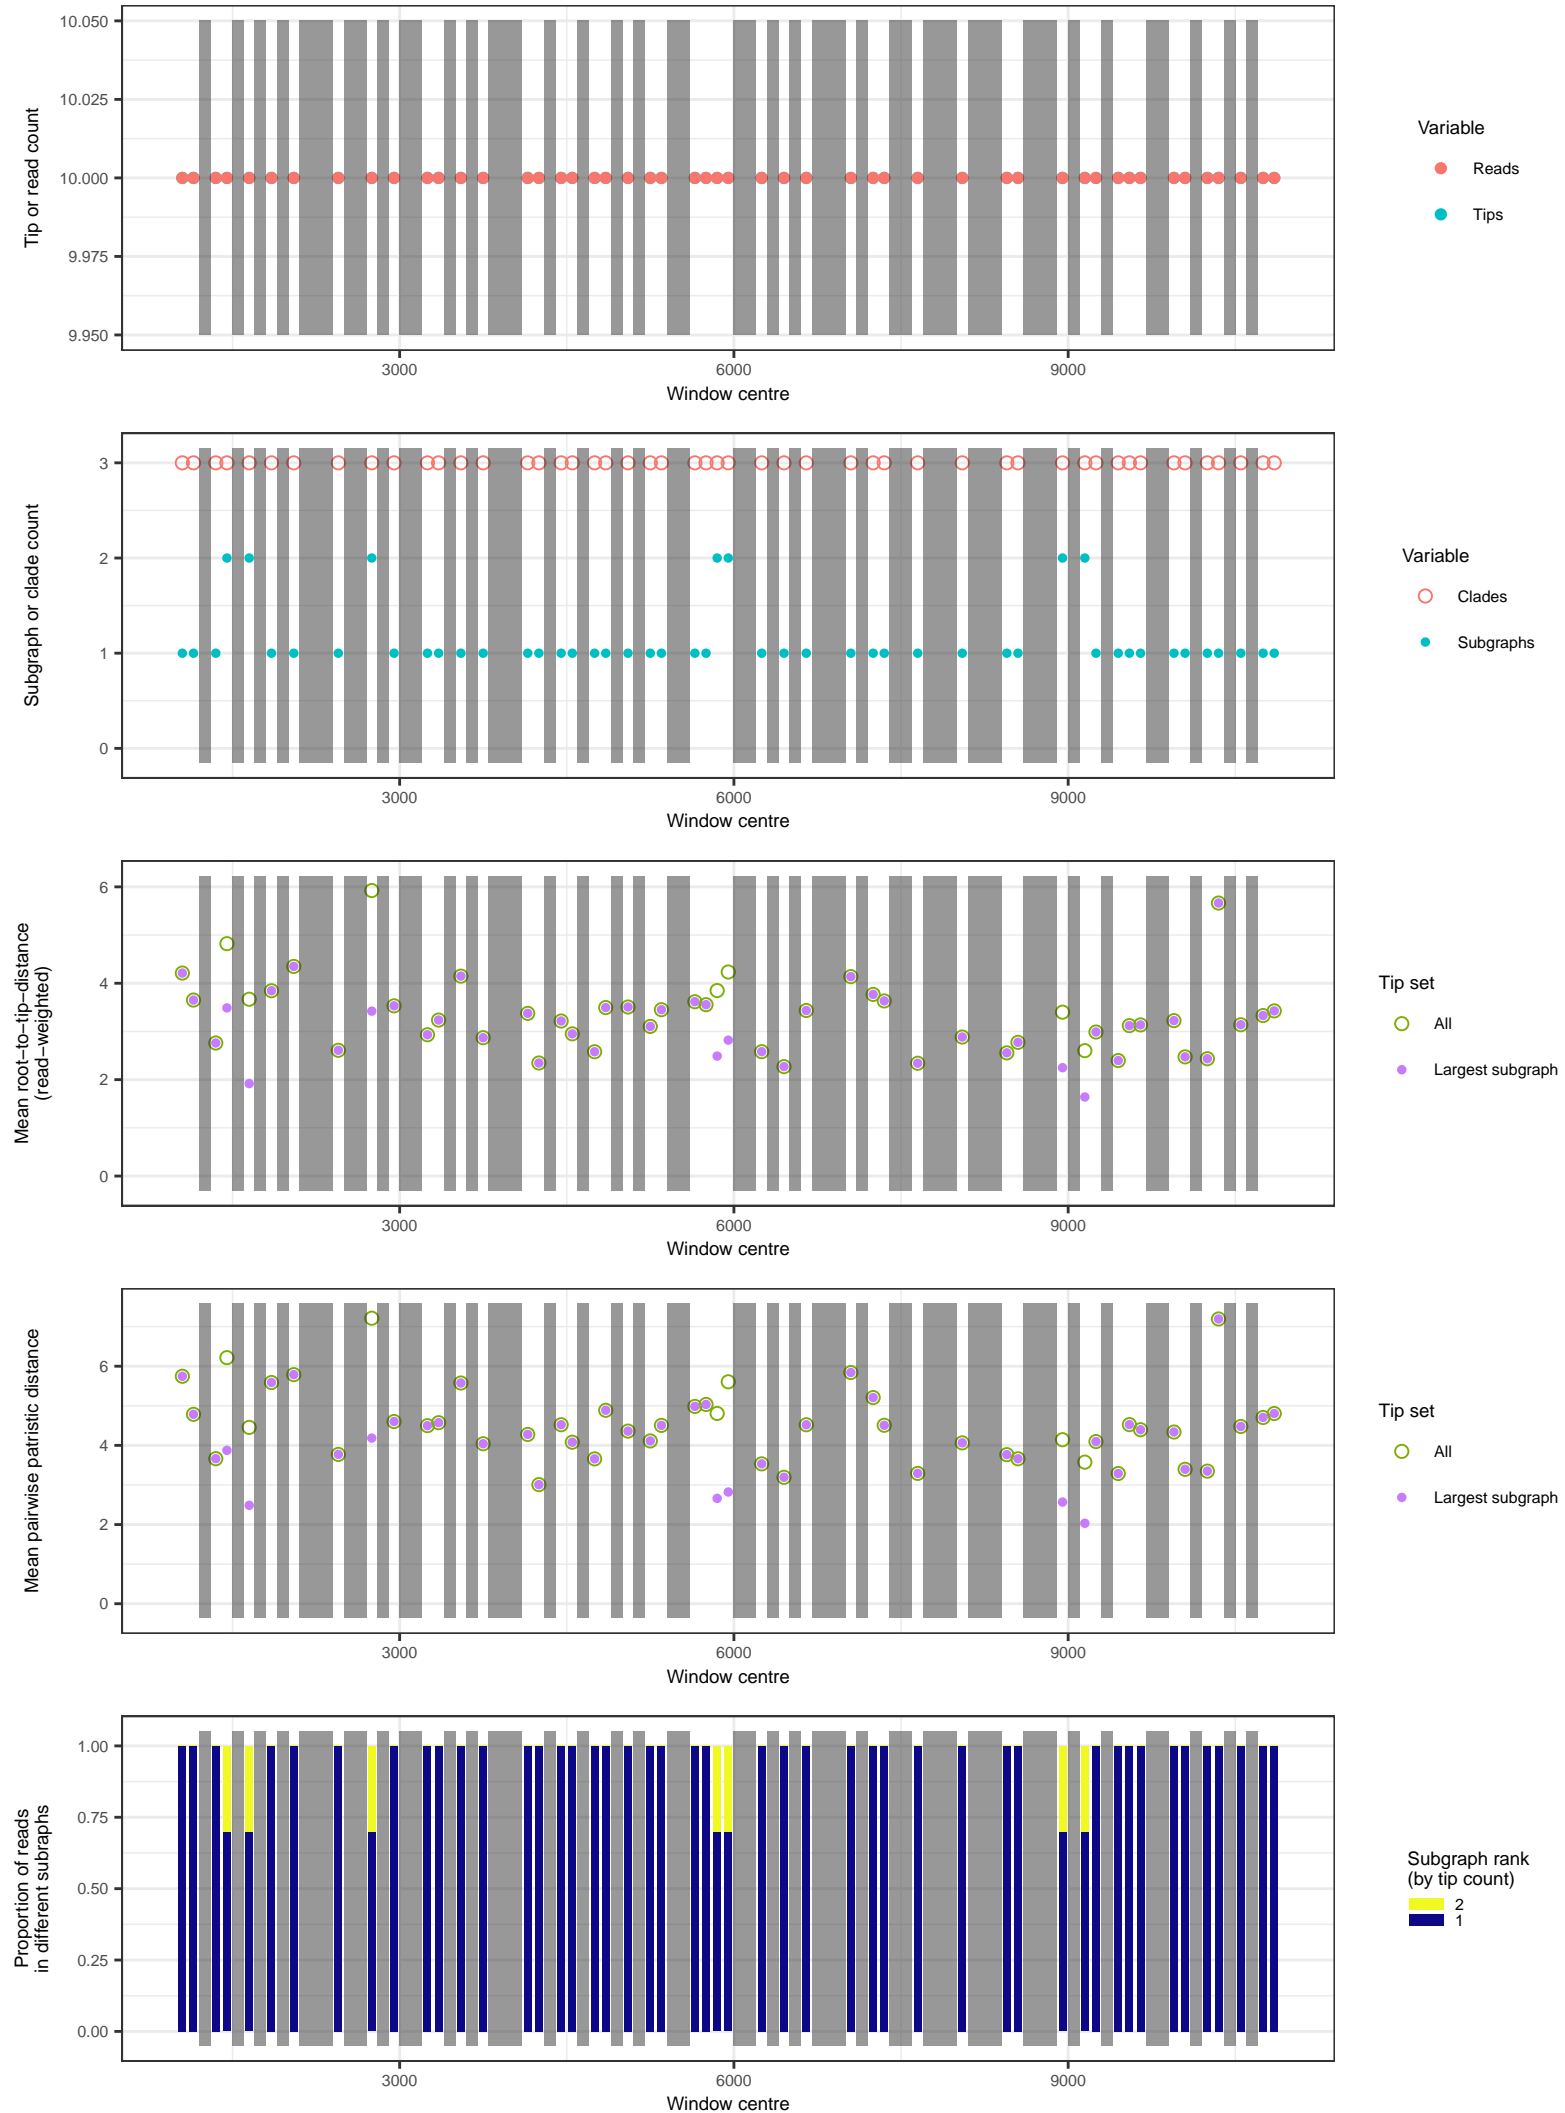 10.050
10.025
10.000
9.975
9.950
Tip or read count
3000 6000 9000
Window centre
Variable
Reads
Tips
3
2
1
0
Subgraph or clade count
3000 6000 9000
Window centre
Variable
Clades
Subgraphs
6
4
2
0
Mean root−to−tip−distance
(read−weighted)
3000 6000 9000
Window centre
Tip set
All
Largest subgraph
6
4
2
0
Mean pairwise patristic distance
3000 6000 9000
Window centre
Tip set
All
Largest subgraph
1.00
0.75
0.50
0.25
0.00
Proportion of reads
in different subraphs
3000 6000 9000
Window centre
Subgraph rank
(by tip count)
2
1